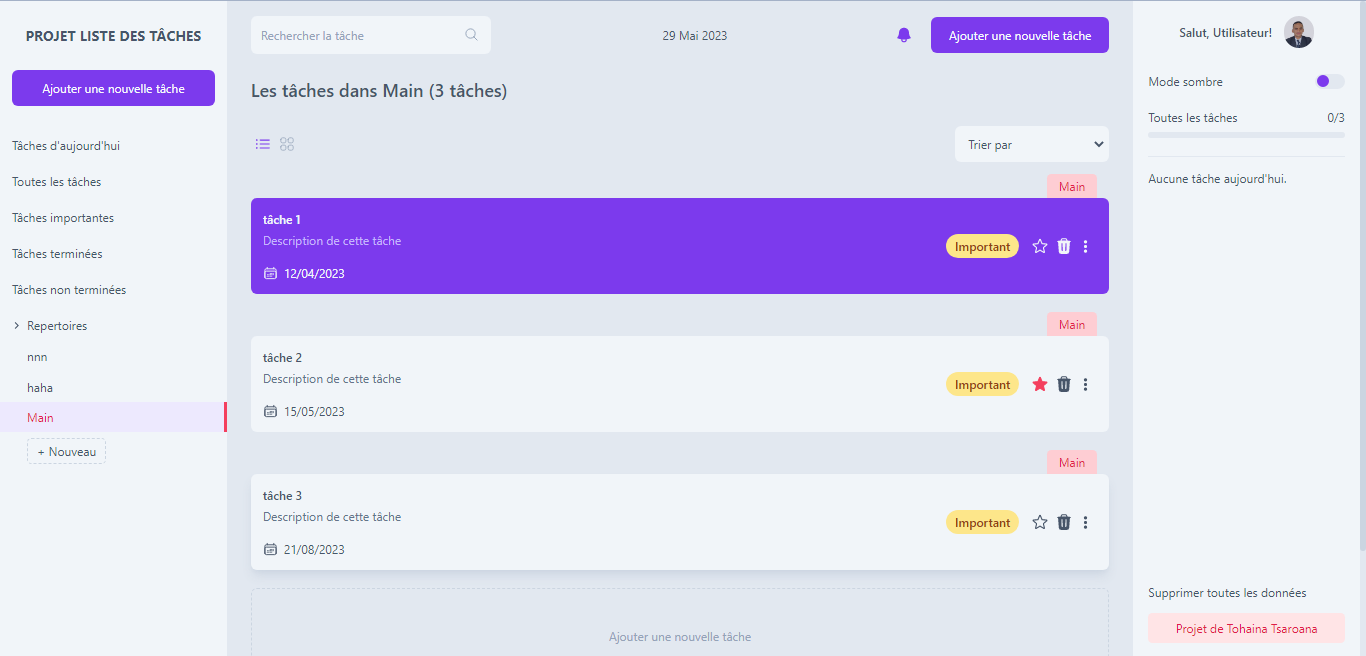 PROJET LISTE DES TÂCHES
Ajouter une nouvelle tâche
Tâches d'aujourd'hui
Toutes les tâches
Tâches importantes
Tâches terminées
Tâches non terminées
Repertoires
nnn
haha
Main
+ Nouveau
Rechercher la tâche
29 Mai 2023
Ajouter une nouvelle tâche
Les tâches dans Main (3 tâches)
Trier par
Main
tâche 1
Description de cette tâche
12/04/2023
Important
Main
tâche 2
Description de cette tâche
15/05/2023
Important
Main
tâche 3
Description de cette tâche
21/08/2023
Important
Ajouter une nouvelle tâche
Salut, Utilisateur!
Mode sombre
Toutes les tâches 0/3
Aucune tâche aujourd'hui.
Supprimer toutes les données
Projet de Tohaina Tsaroana